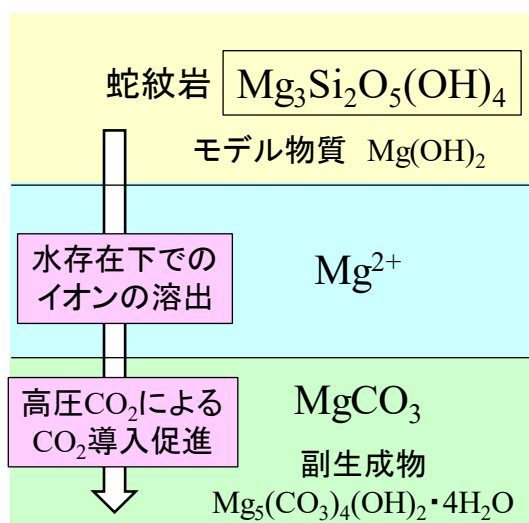 蛇紋岩 Mg₃Si₂O₅(OH)₄
モデル物質 Mg(OH)₂
水存在下での
イオンの溶出
Mg²⁺
高圧CO₂による
CO₂導入促進
MgCO₃
副生成物
Mg₅(CO₃)₄(OH)₂・4H₂O